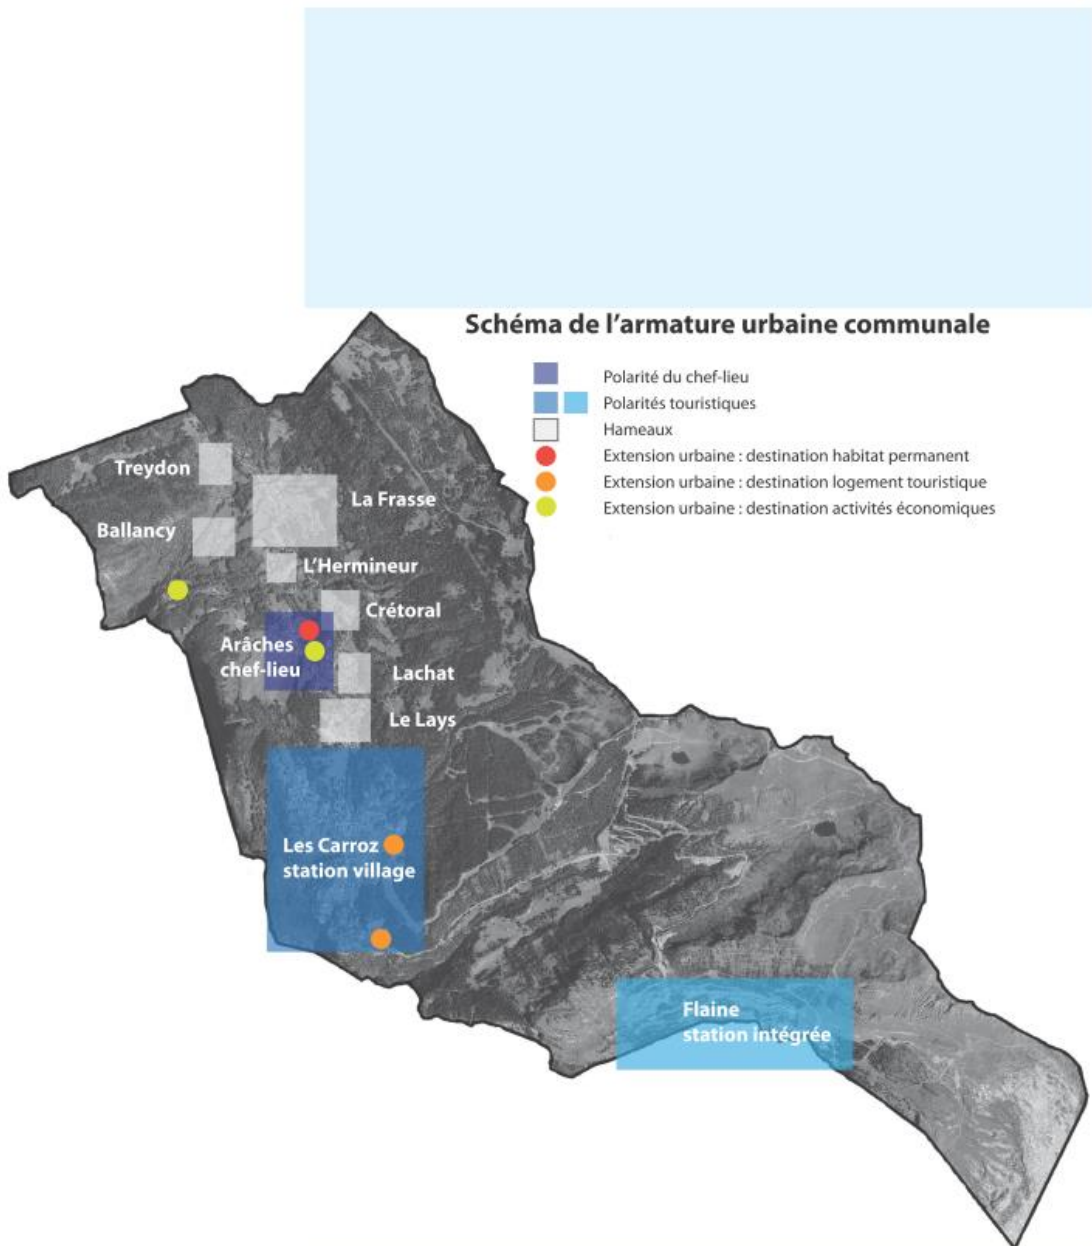 Schéma de l'armature urbaine communale
Polarité du chef-lieu
Polarités touristiques
Hameaux
Extension urbaine : destination habitat permanent
Extension urbaine : destination logement touristique
Extension urbaine : destination activités économiques
Treydon
La Frasse
Ballancy
L'Hermineur
Crétoral
Arâches
chef-lieu
Lachat
Le Lays
Les Carroz
station village
Flaine
station intégrée